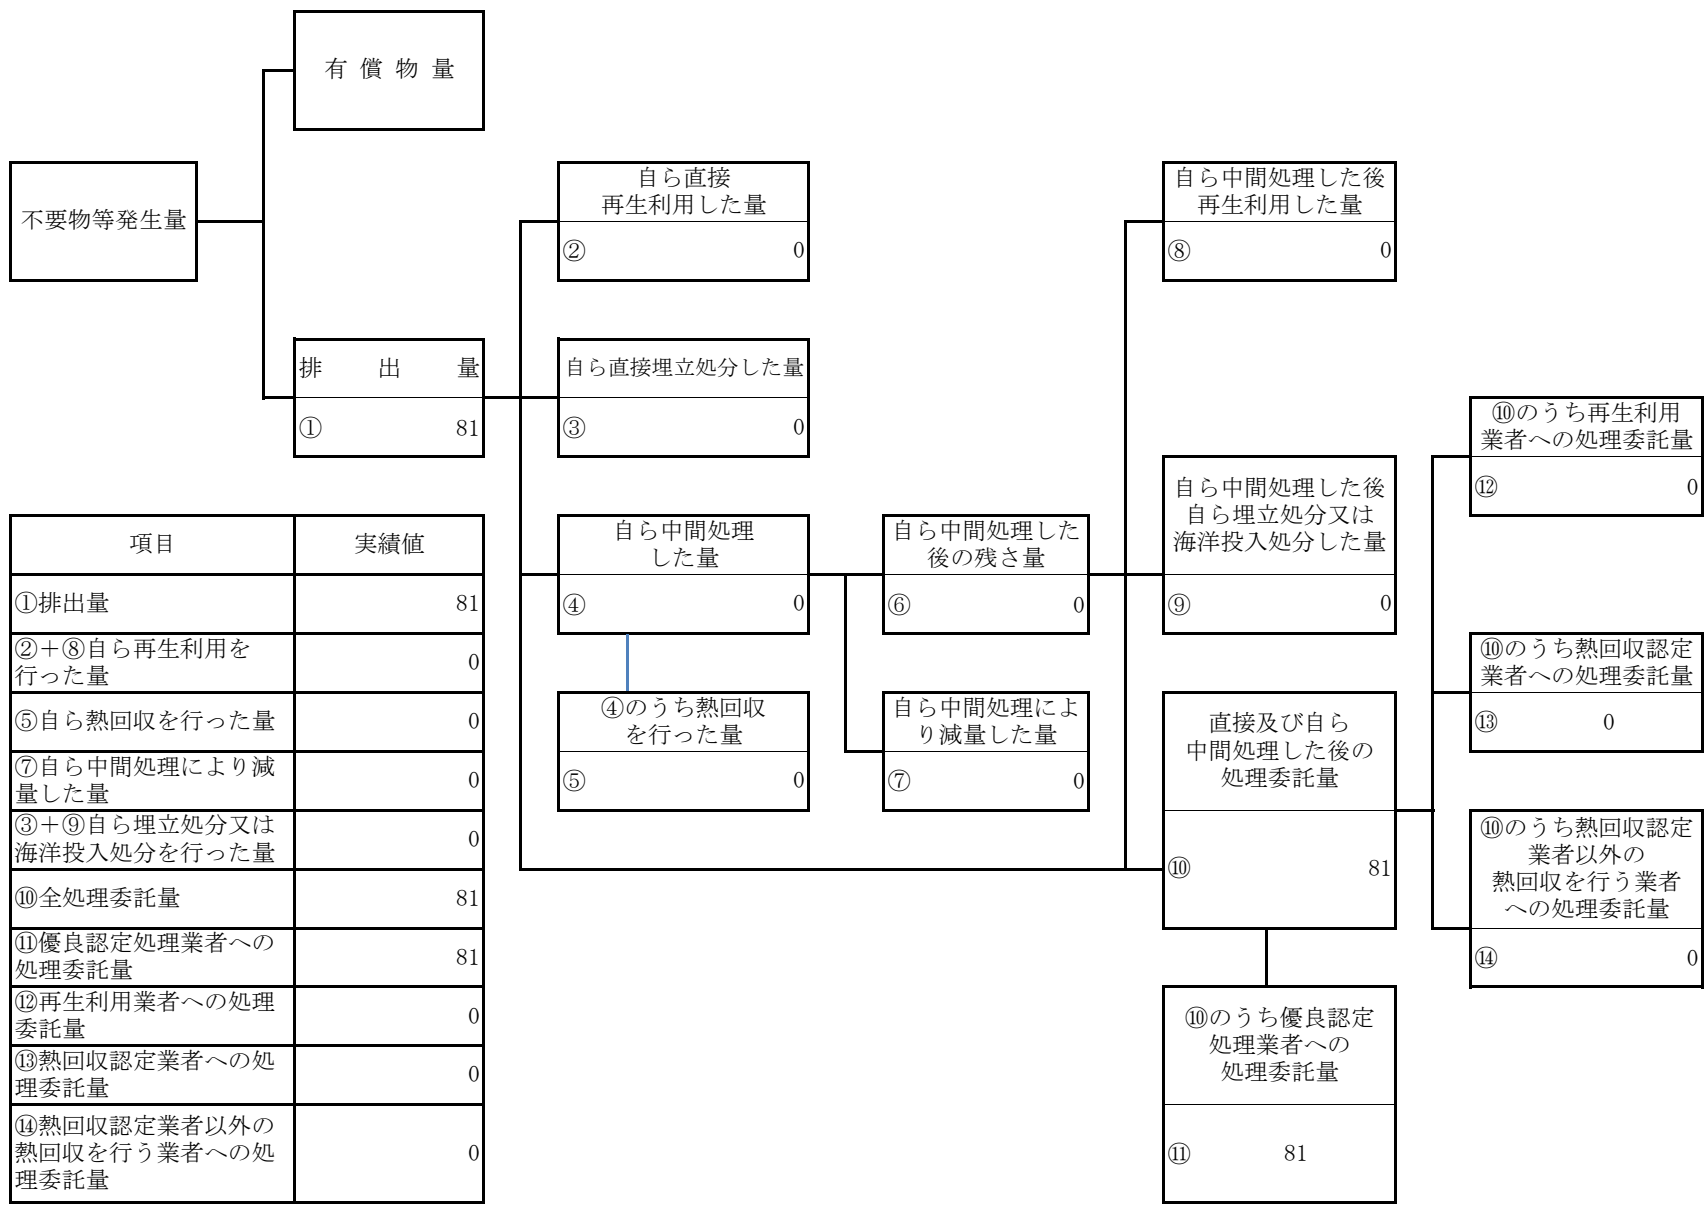 有償物量
不要物等発生量
排出量
① 81
自ら直接
再生利用した量
② 0
自ら直接埋立処分した量
③ 0
自ら中間処理
した量
④ 0
④のうち熱回収
を行った量
⑤ 0
自ら中間処理した
後の残さ量
⑥ 0
自ら中間処理によ
り減量した量
⑦ 0
自ら中間処理した後
再生利用した量
⑧ 0
自ら中間処理した後
自ら埋立処分又は
海洋投入処分した量
⑨ 0
直接及び自ら
中間処理した後の
処理委託量
⑩ 81
⑩のうち優良認定
処理業者への
処理委託量
⑪ 81
⑩のうち再生利用
業者への処理委託量
⑫ 0
⑩のうち熱回収認定
業者への処理委託量
⑬ 0
⑩のうち熱回収認定
業者以外の
熱回収を行う業者
への処理委託量
⑭ 0
項目 実績値
①排出量 81
②+⑧自ら再生利用を
行った量 0
⑤自ら熱回収を行った量 0
⑦自ら中間処理により減
量した量 0
③+⑨自ら埋立処分又は
海洋投入処分を行った量 0
⑩全処理委託量 81
⑪優良認定処理業者への
処理委託量 81
⑫再生利用業者への処理
委託量 0
⑬熱回収認定業者への処
理委託量 0
⑭熱回収認定業者以外の
熱回収を行う業者への処
理委託量 0